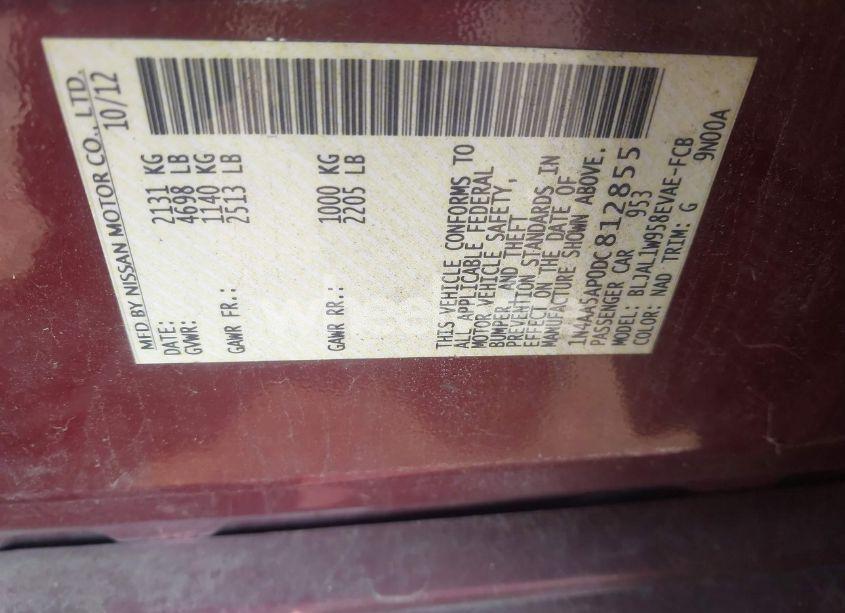 MFD BY NISSAN MOTOR CO., LTD.
DATE: 10/12
GVWR: 2131 KG
4698 LB
GAWR FR.: 1140 KG
2513 LB
GAWR RR.: 1000 KG
2205 LB
THIS VEHICLE CONFORMS TO
ALL APPLICABLE FEDERAL
MOTOR VEHICLE SAFETY,
BUMPER AND THEFT
PREVENTION STANDARDS IN
EFFECT ON THE DATE OF
MANUFACTURE SHOWN ABOVE.
1N4AA5AP0DC812855
PASSENGER CAR 953
MODEL: BLJAL1W958EVAE-FCB
COLOR: NAD TRIM: G 9N00A